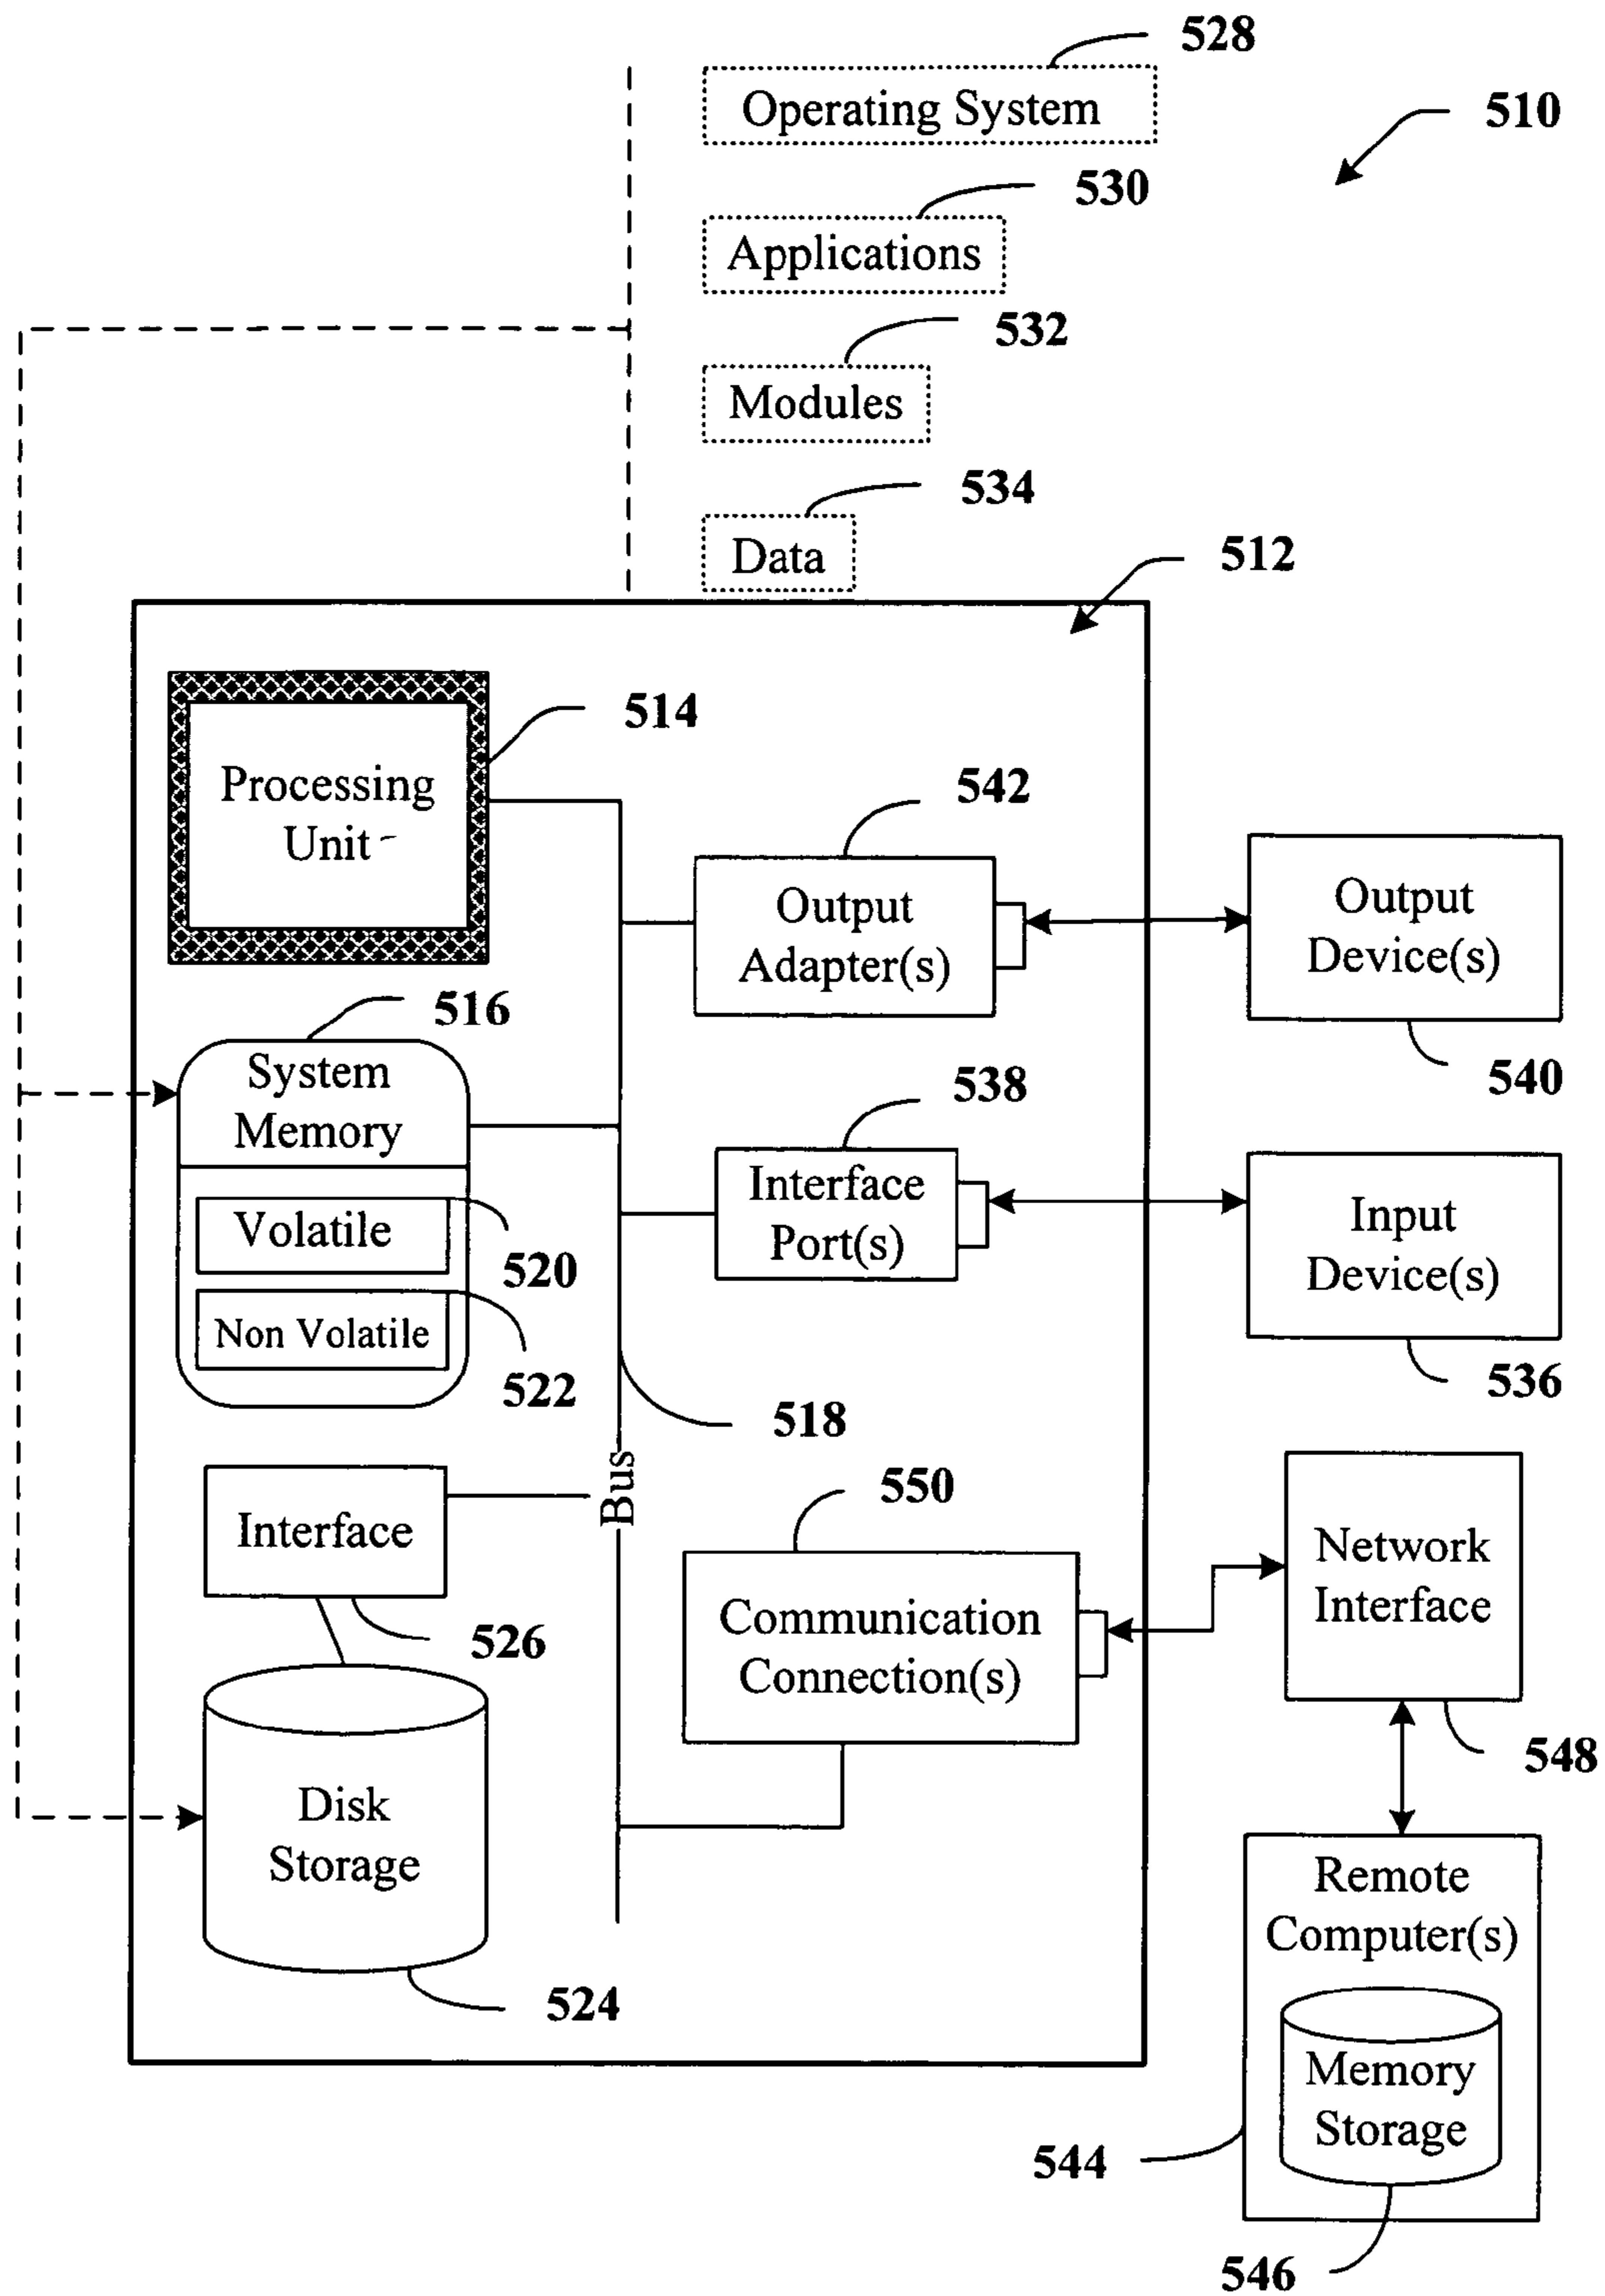 528
Operating System
510
530
Applications
532
Modules
534
Data
512
514
Processing
Unit
542
Output
Adapter(s)
Output
Device(s)
540
516
System
Memory
538
Interface
Port(s)
Input
Device(s)
536
Volatile
520
Non Volatile
522
518
Bus
550
Interface
526
Communication
Connection(s)
Network
Interface
548
Disk
Storage
524
Remote
Computer(s)
Memory
Storage
544
546